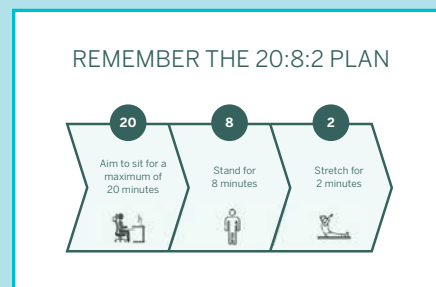 REMEMBER THE 20:8:2 PLAN
20
Aim to sit for a
maximum of
20 minutes
8
Stand for
8 minutes
2
Stretch for
2 minutes